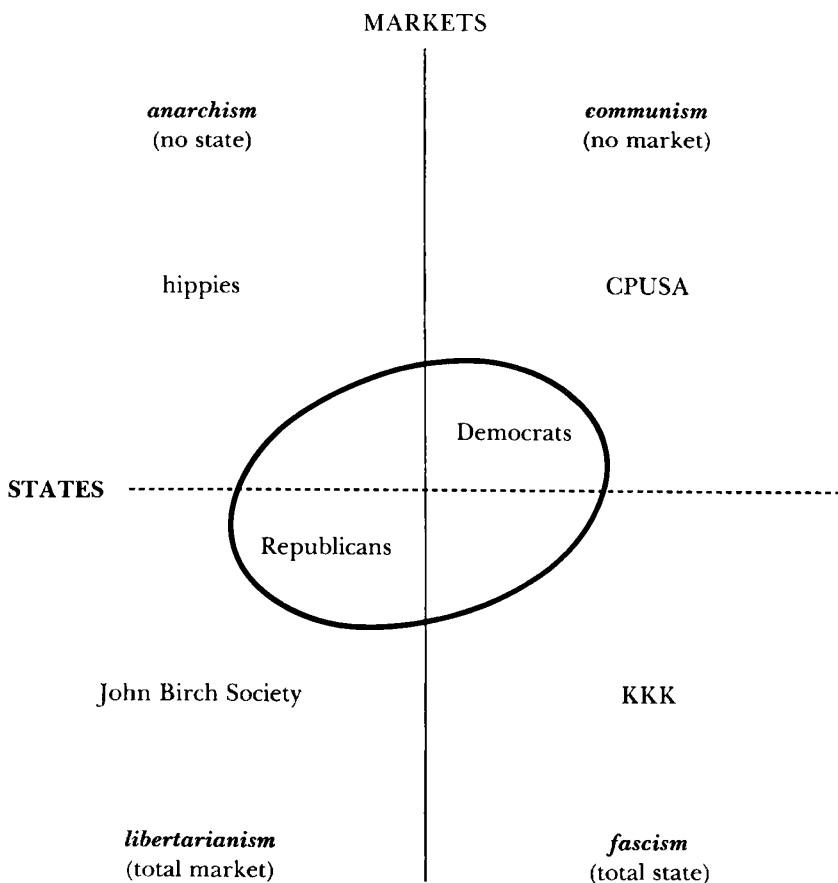 MARKETS
anarchism
(no state)
communism
(no market)
hippies
CPUSA
Democrats
STATES
Republicans
John Birch Society
KKK
libertarianism
(total market)
fascism
(total state)